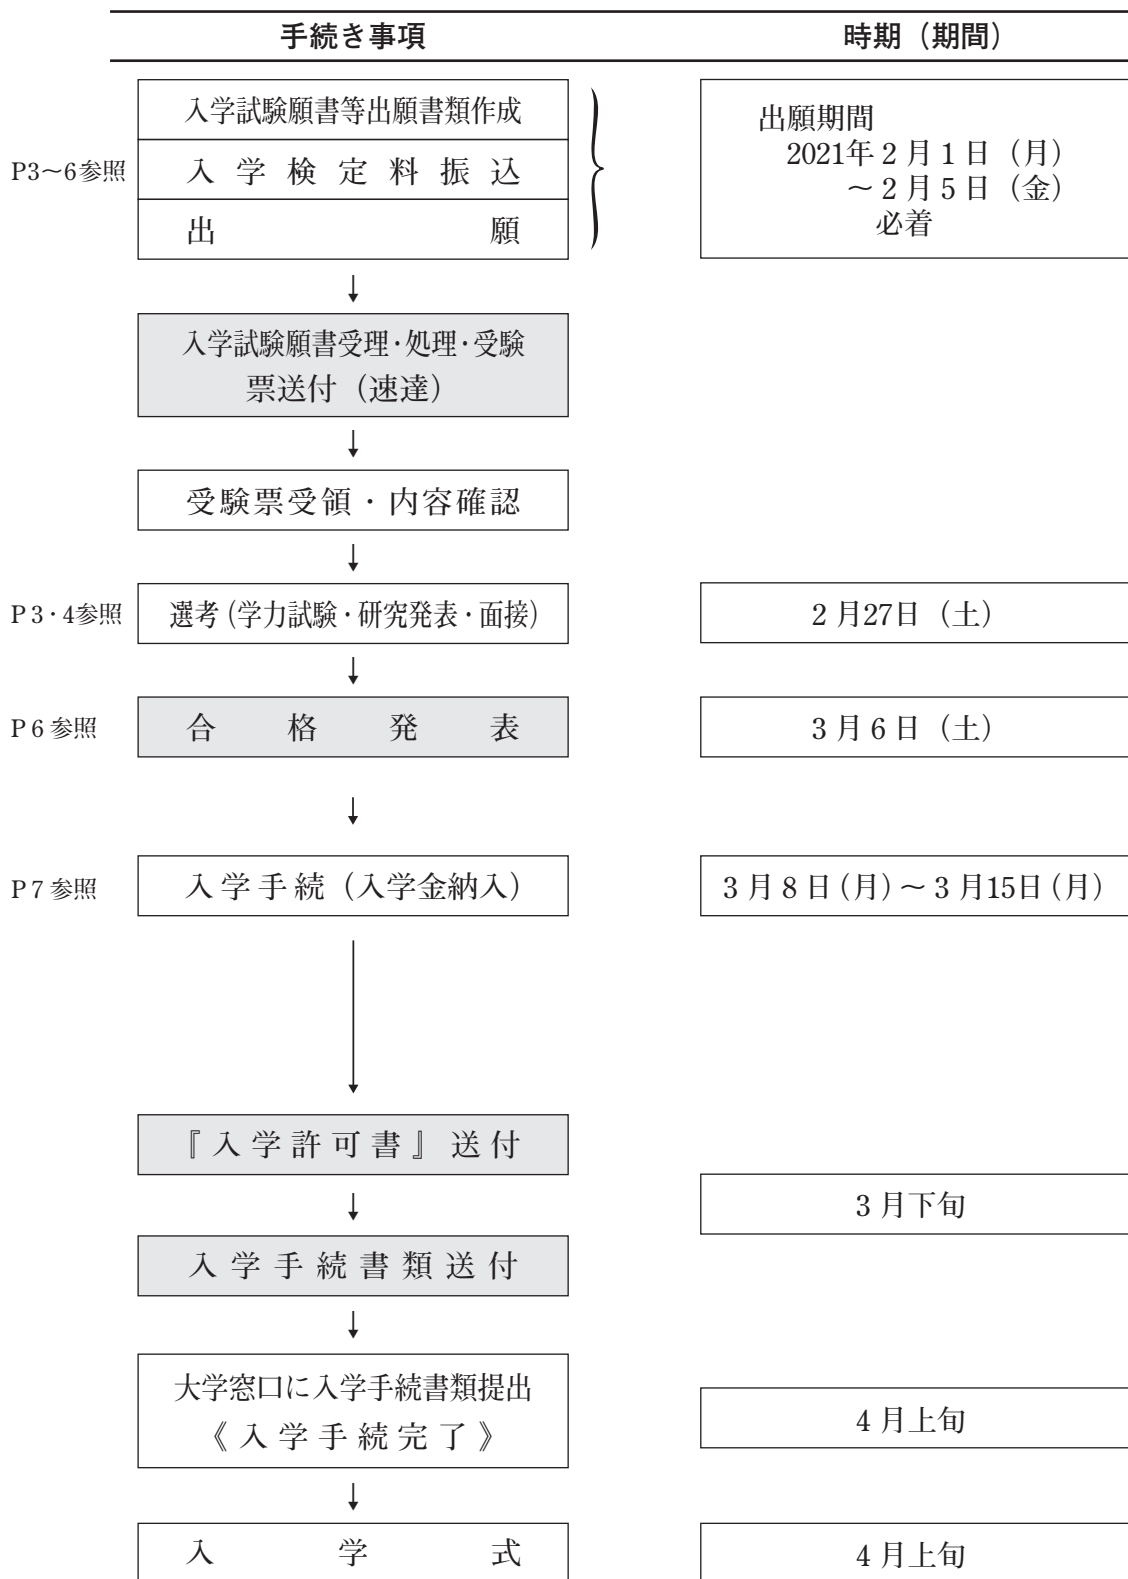 手続き事項
時期（期間）
入学試験願書等出願書類作成
P3～6参照
入学検定料振込
出願
出願期間
2021年２月１日（月）
～２月５日（金）
必着
↓
入学試験願書受理・処理・受験
票送付（速達）
↓
受験票受領・内容確認
↓
P３・４参照
選考（学力試験・研究発表・面接）
２月27日（土）
↓
P６参照
合格発表
３月６日（土）
↓
P７参照
入学手続（入学金納入）
３月８日（月）～３月15日（月）
↓
『入学許可書』送付
↓
３月下旬
入学手続書類送付
↓
大学窓口に入学手続書類提出
《入学手続完了》
４月上旬
↓
入学式
４月上旬